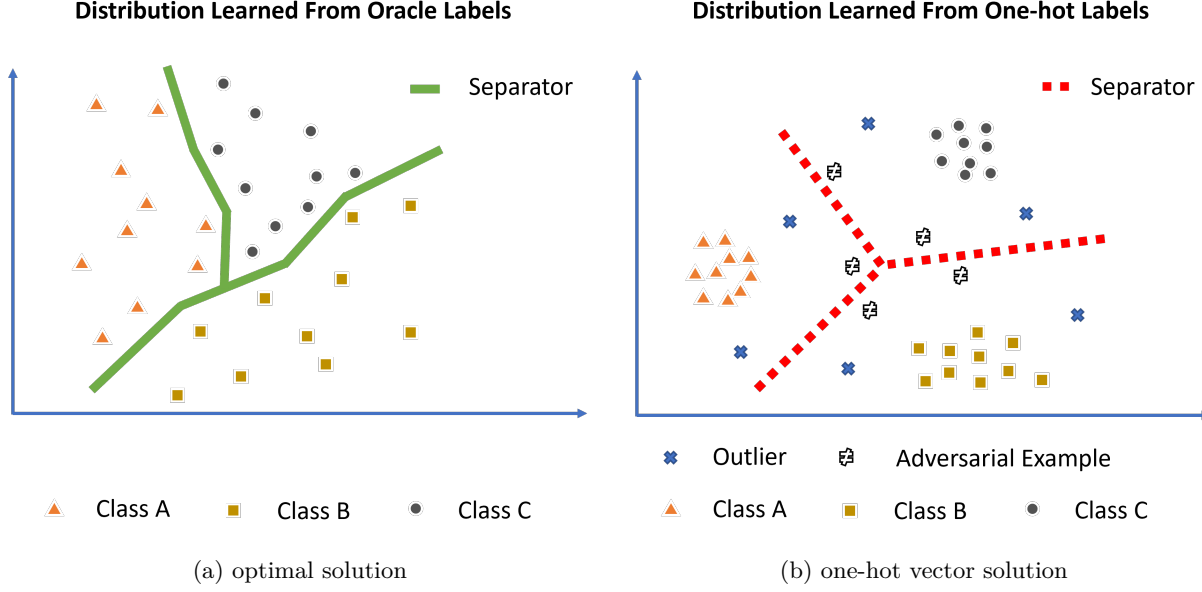 Distribution Learned From Oracle Labels
Separator
Class A
Class B
Class C
(a) optimal solution
Distribution Learned From One-hot Labels
Separator
Outlier
Adversarial Example
Class A
Class B
Class C
(b) one-hot vector solution